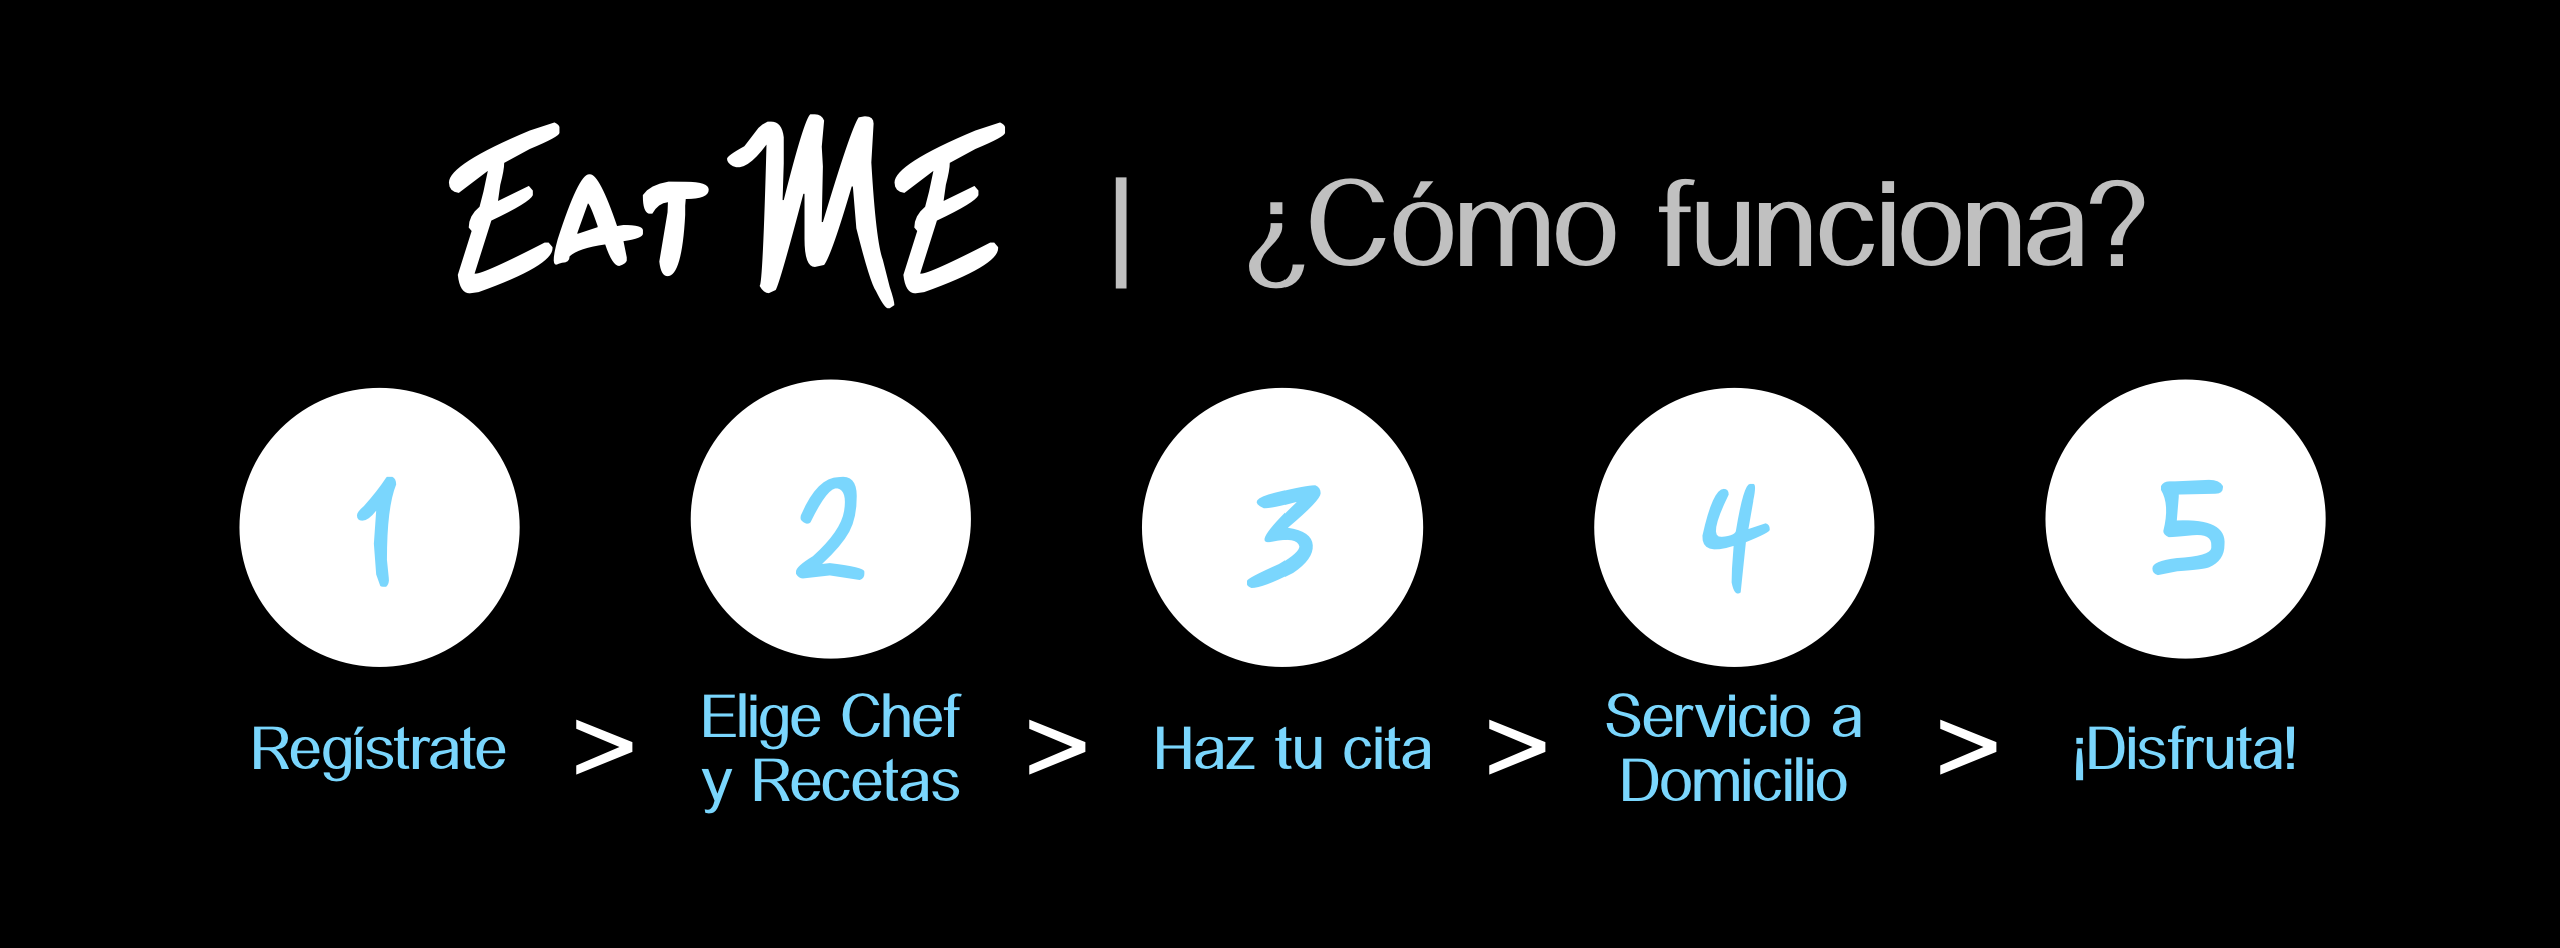 EAT ME | ¿Cómo funciona?
1 2 3 4 5
Regístrate > Elige Chef y Recetas > Haz tu cita > Servicio a Domicilio > ¡Disfruta!